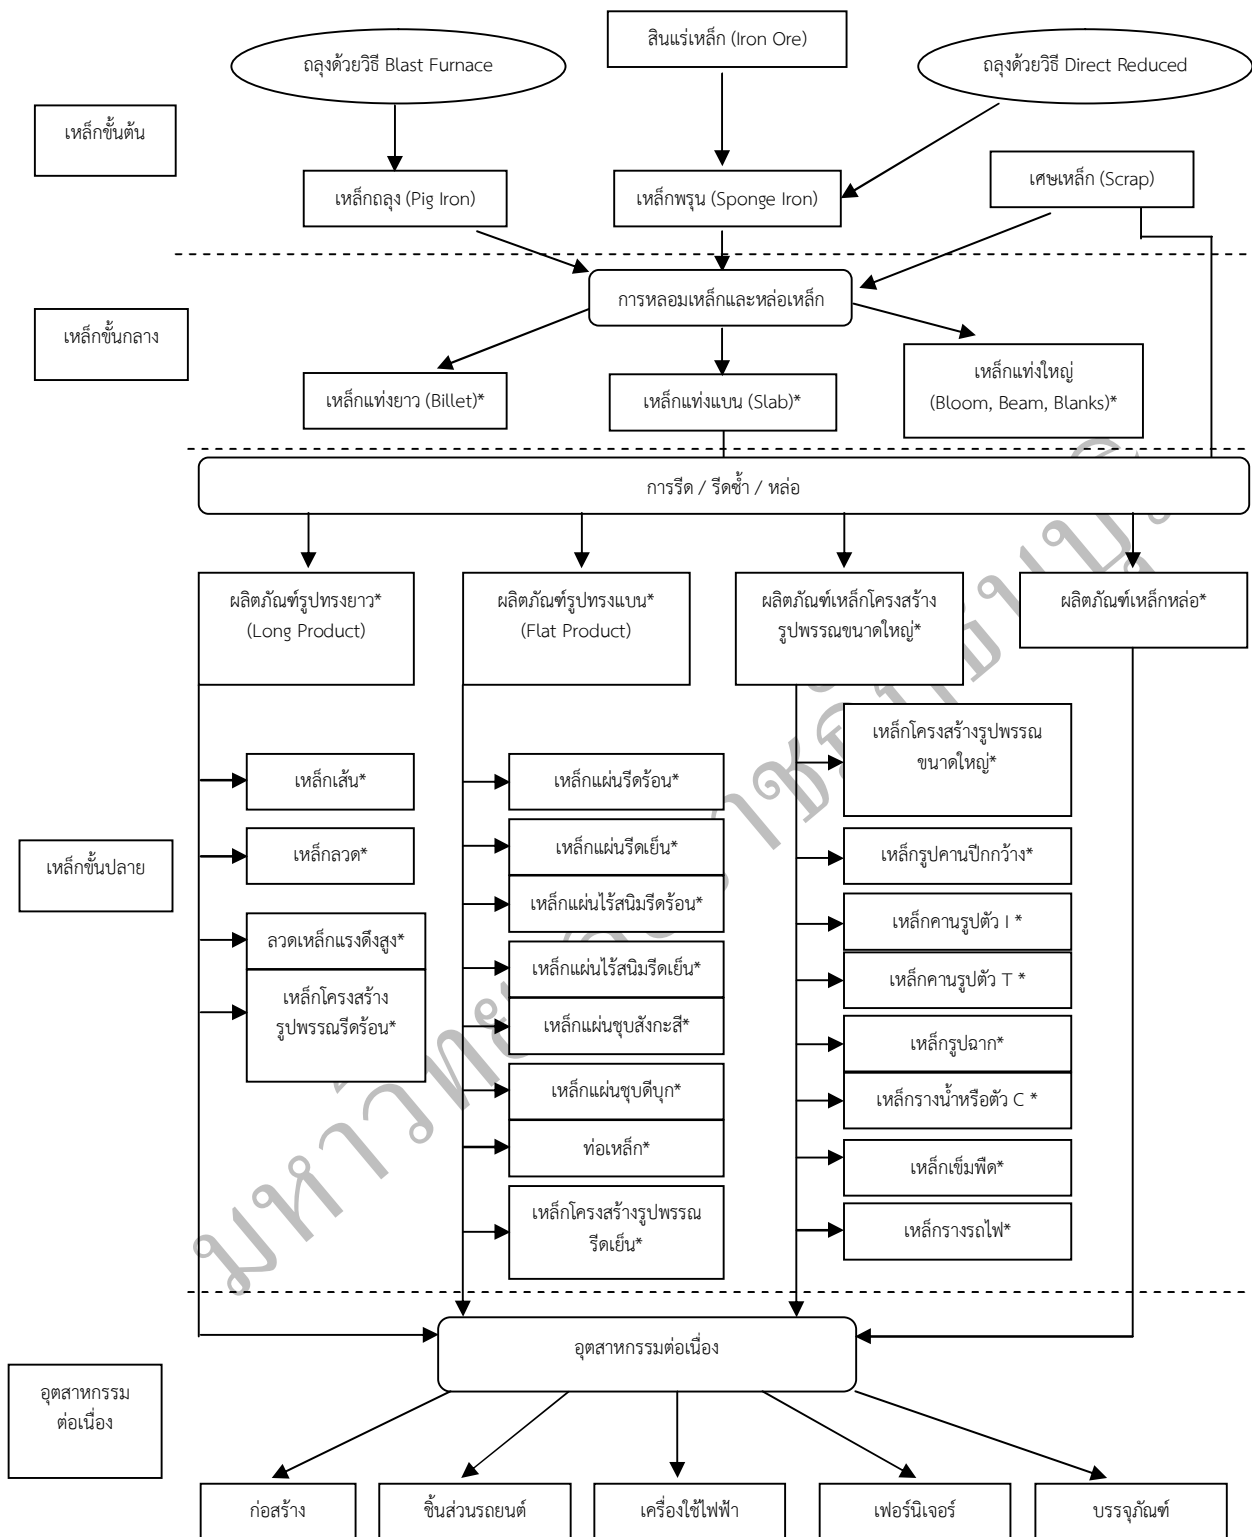 สินแร่เหล็ก (Iron Ore)
ถลุงด้วยวิธี Blast Furnace
ถลุงด้วยวิธี Direct Reduced
เหล็กขั้นต้น
เหล็กถลุง (Pig Iron)
เหล็กพรุน (Sponge Iron)
เศษเหล็ก (Scrap)
การหลอมเหล็กและหล่อเหล็ก
เหล็กขั้นกลาง
เหล็กแท่งยาว (Billet)*
เหล็กแท่งแบน (Slab)*
เหล็กแท่งใหญ่
(Bloom, Beam, Blanks)*
การรีด / รีดซ้ำ / หล่อ
ผลิตภัณฑ์รูปทรงยาว*
(Long Product)
ผลิตภัณฑ์รูปทรงแบน*
(Flat Product)
ผลิตภัณฑ์เหล็กโครงสร้าง
รูปพรรณขนาดใหญ่*
ผลิตภัณฑ์เหล็กหล่อ*
เหล็กขั้นปลาย
เหล็กเส้น*
เหล็กลวด*
ลวดเหล็กแรงดึงสูง*
เหล็กโครงสร้าง
รูปพรรณรีดร้อน*
เหล็กแผ่นรีดร้อน*
เหล็กแผ่นรีดเย็น*
เหล็กแผ่นไร้สนิมรีดร้อน*
เหล็กแผ่นไร้สนิมรีดเย็น*
เหล็กแผ่นชุบสังกะสี*
เหล็กแผ่นชุบดีบุก*
ท่อเหล็ก*
เหล็กโครงสร้างรูปพรรณ
รีดเย็น*
เหล็กโครงสร้างรูปพรรณ
ขนาดใหญ่*
เหล็กรูปคานปีกกว้าง*
เหล็กคานรูปตัว I *
เหล็กคานรูปตัว T *
เหล็กรูปฉาก*
เหล็กรางน้ำหรือตัว C *
เหล็กเข็มพืด*
เหล็กรางรถไฟ*
อุตสาหกรรมต่อเนื่อง
อุตสาหกรรม
ต่อเนื่อง
ก่อสร้าง
ชิ้นส่วนรถยนต์
เครื่องใช้ไฟฟ้า
เฟอร์นิเจอร์
บรรจุภัณฑ์